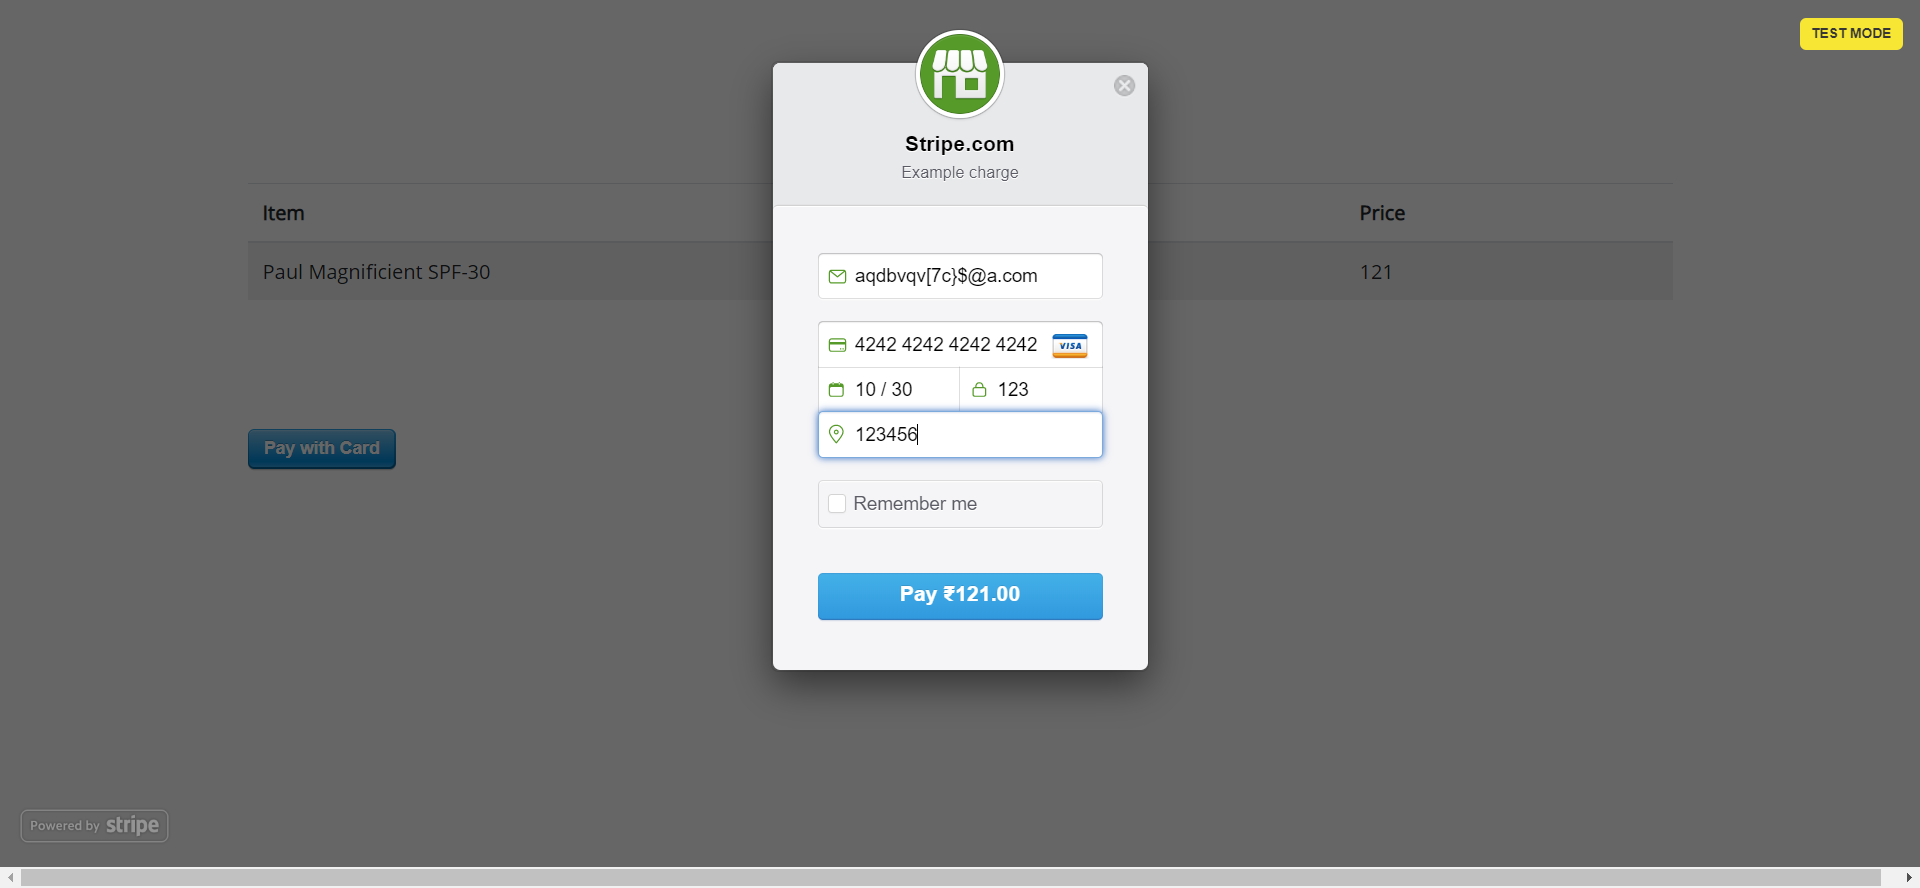 TEST MODE
Stripe.com
Example charge
Item
Price
Paul Magnificient SPF-30
121
aqdbvqv[7c}$@a.com
4242 4242 4242 4242
VISA
10 / 30
123
123456
Pay with Card
Remember me
Pay ₹121.00
Powered by stripe